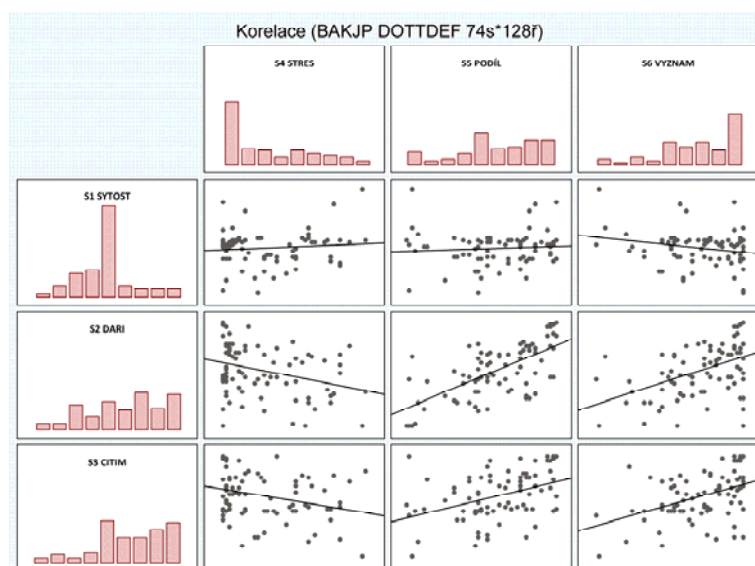 Korelace (BAKJP DOTTDEF 74s*128ř)
S4 STRES
S5 PODÍL
S6 VYZNAM
S1 SYTOST
S2 DARI
S3 CITIM